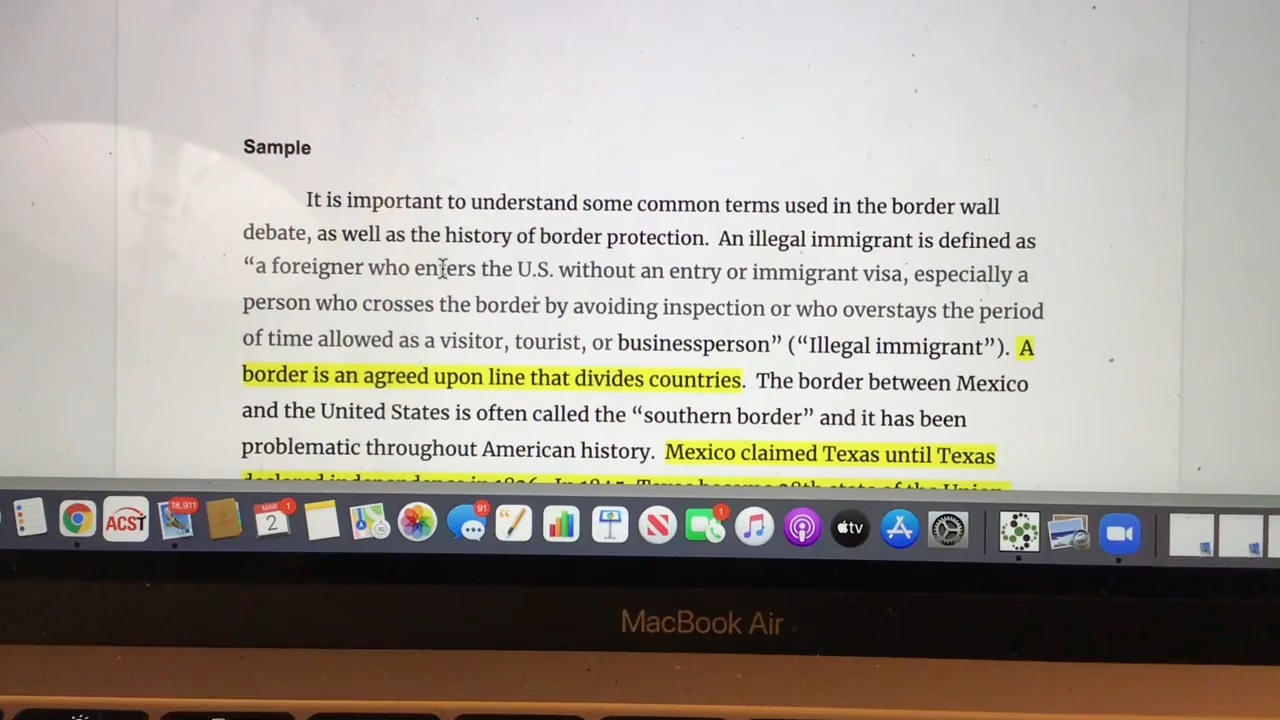 Sample
It is important to understand some common terms used in the border wall
debate, as well as the history of border protection. An illegal immigrant is defined as
“a foreigner who enters the U.S. without an entry or immigrant visa, especially a
person who crosses the border by avoiding inspection or who overstays the period
of time allowed as a visitor, tourist, or businessperson” (“Illegal immigrant”). A
border is an agreed upon line that divides countries. The border between Mexico
and the United States is often called the “southern border” and it has been
problematic throughout American history. Mexico claimed Texas until Texas
18,911
MAR 1
91
1
ACST
2
tv
MacBook Air